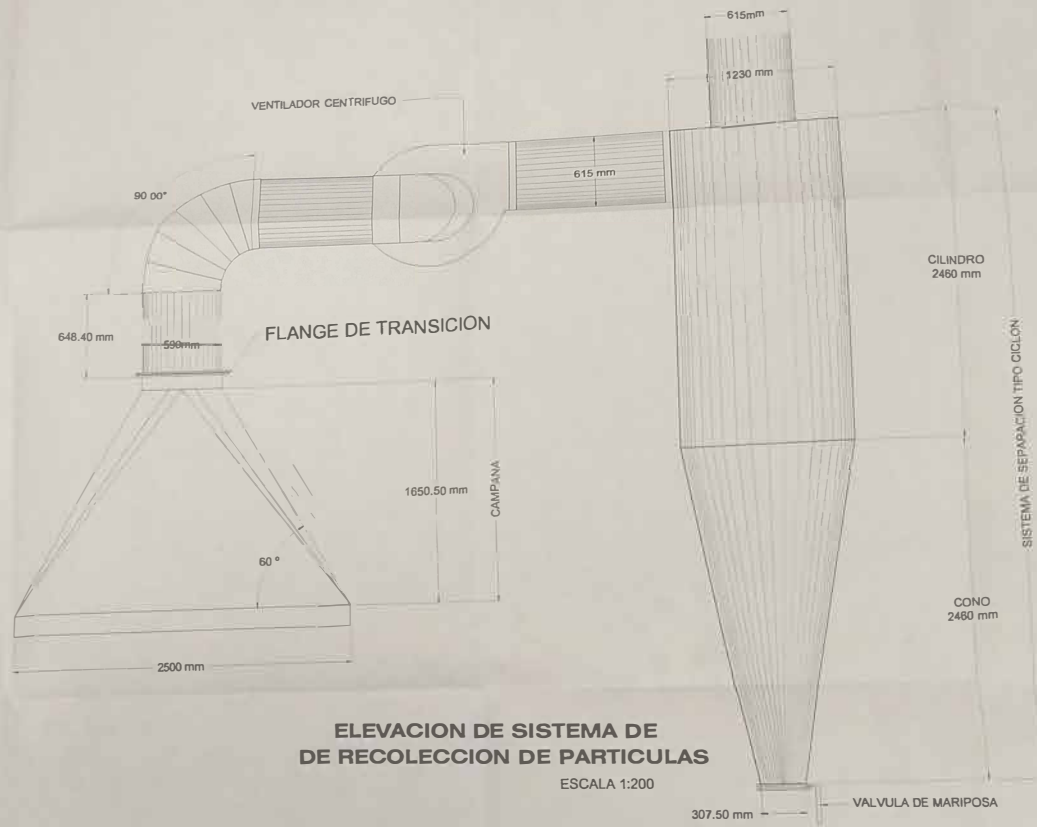 615mm
1230 mm
VENTILADOR CENTRIFUGO
615 mm
90 00°
CILINDRO
2460 mm
648.40 mm
590mm
FLANGE DE TRANSICION
SISTEMA DE SEPARACION TIPO CICLON
1650.50 mm
CAMPANA
60 °
CONO
2460 mm
2500 mm
ELEVACION DE SISTEMA DE
DE RECOLECCION DE PARTICULAS
ESCALA 1:200
307.50 mm
VALVULA DE MARIPOSA